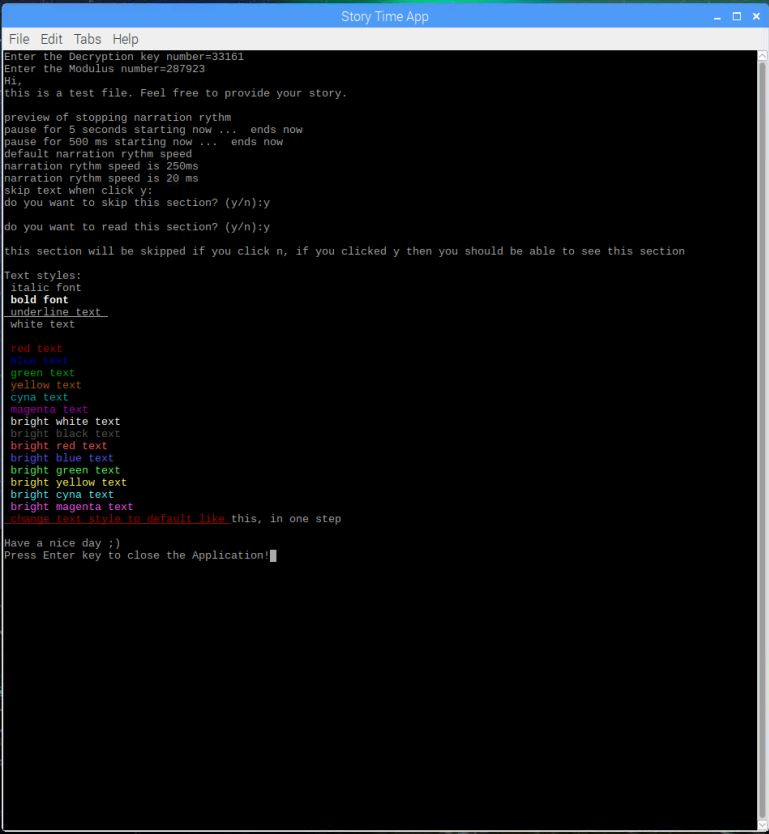 Story Time App
File Edit Tabs Help
Enter the Decryption key number=33161
Enter the Modulus number=287923
Hi,
this is a test file. Feel free to provide your story.
preview of stopping narration rythm
pause for 5 seconds starting now ...  ends now
pause for 500 ms starting now ...  ends now
default narration rythm speed
narration rythm speed is 250ms
narration rythm speed is 20 ms
skip text when click y:
do you want to skip this section? (y/n):y
do you want to read this section? (y/n):y
this section will be skipped if you click n, if you clicked y then you should be able to see this section
Text styles:
italic font
bold font
underline text
white text
red text
blue text
green text
yellow text
cyna text
magenta text
bright white text
bright black text
bright red text
bright blue text
bright green text
bright yellow text
bright cyna text
bright magenta text
change text style to default like this, in one step
Have a nice day ;)
Press Enter key to close the Application!